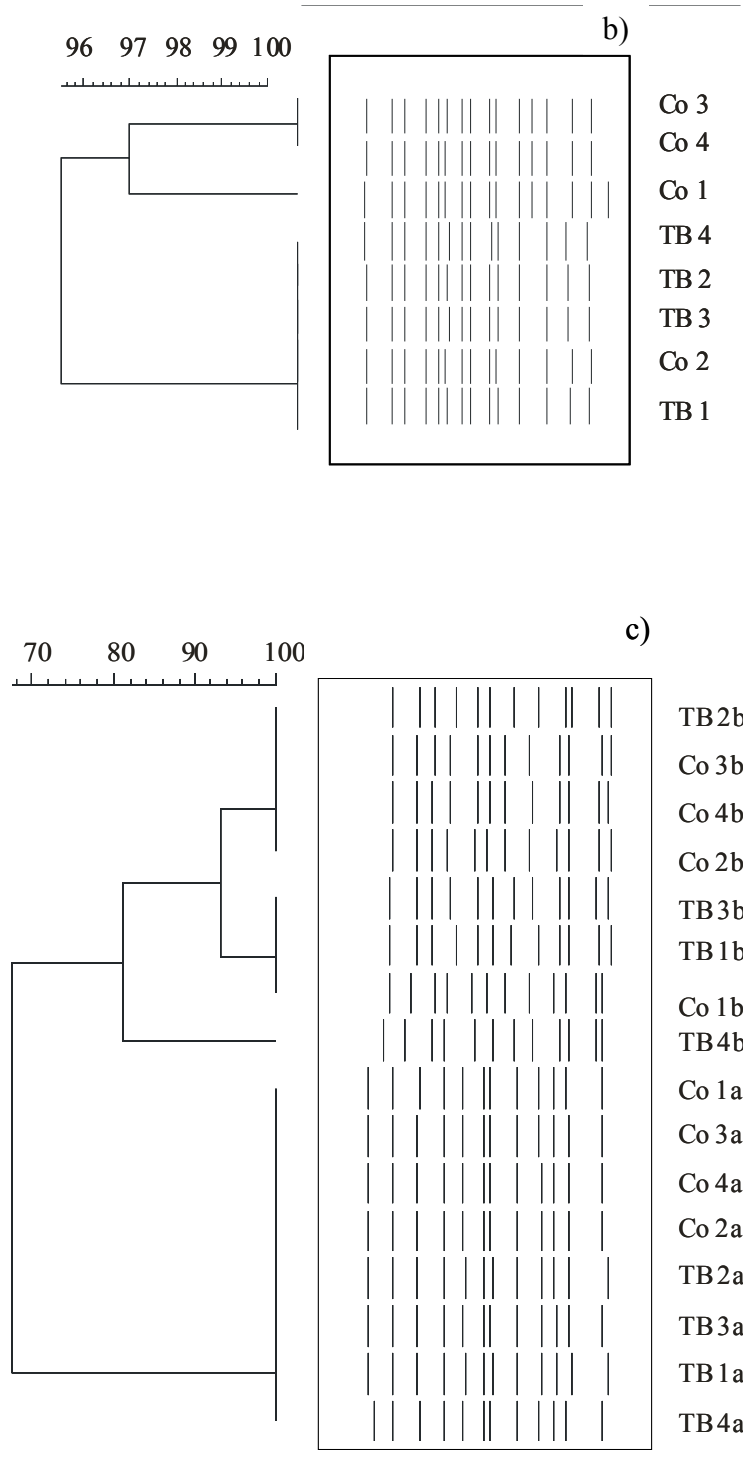 b)
96 97 98 99 100
Co 3
Co 4
Co 1
TB 4
TB 2
TB 3
Co 2
TB 1
c)
70 80 90 100
TB 2b
Co 3b
Co 4b
Co 2b
TB 3b
TB 1b
Co 1b
TB 4b
Co 1a
Co 3a
Co 4a
Co 2a
TB 2a
TB 3a
TB 1a
TB 4a